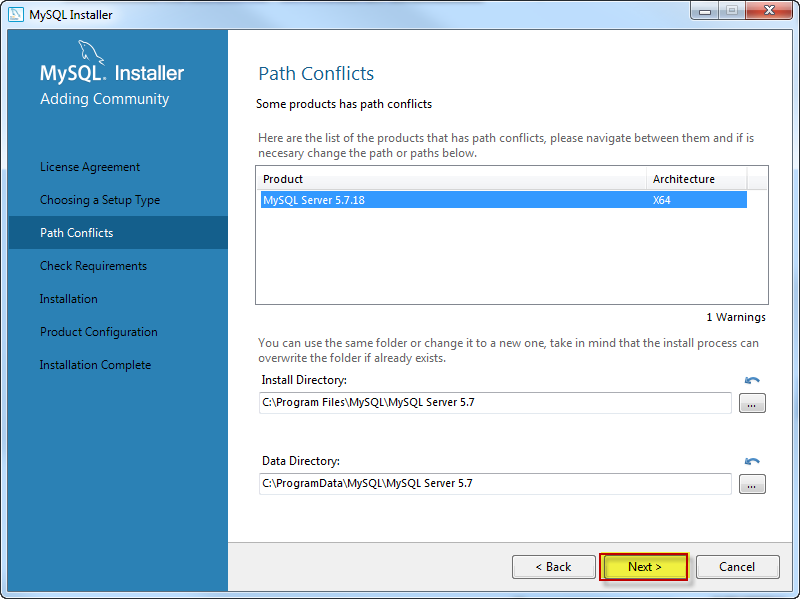 MySQL Installer
MySQL. Installer
Adding Community
License Agreement
Choosing a Setup Type
Path Conflicts
Check Requirements
Installation
Product Configuration
Installation Complete
Path Conflicts
Some products has path conflicts
Here are the list of the products that has path conflicts, please navigate between them and if is
necesary change the path or paths below.
Product Architecture
MySQL Server 5.7.18 X64
1 Warnings
You can use the same folder or change it to a new one, take in mind that the install process can
overwrite the folder if already exists.
Install Directory:
C:\Program Files\MySQL\MySQL Server 5.7
...
Data Directory:
C:\ProgramData\MySQL\MySQL Server 5.7
...
< Back Next > Cancel